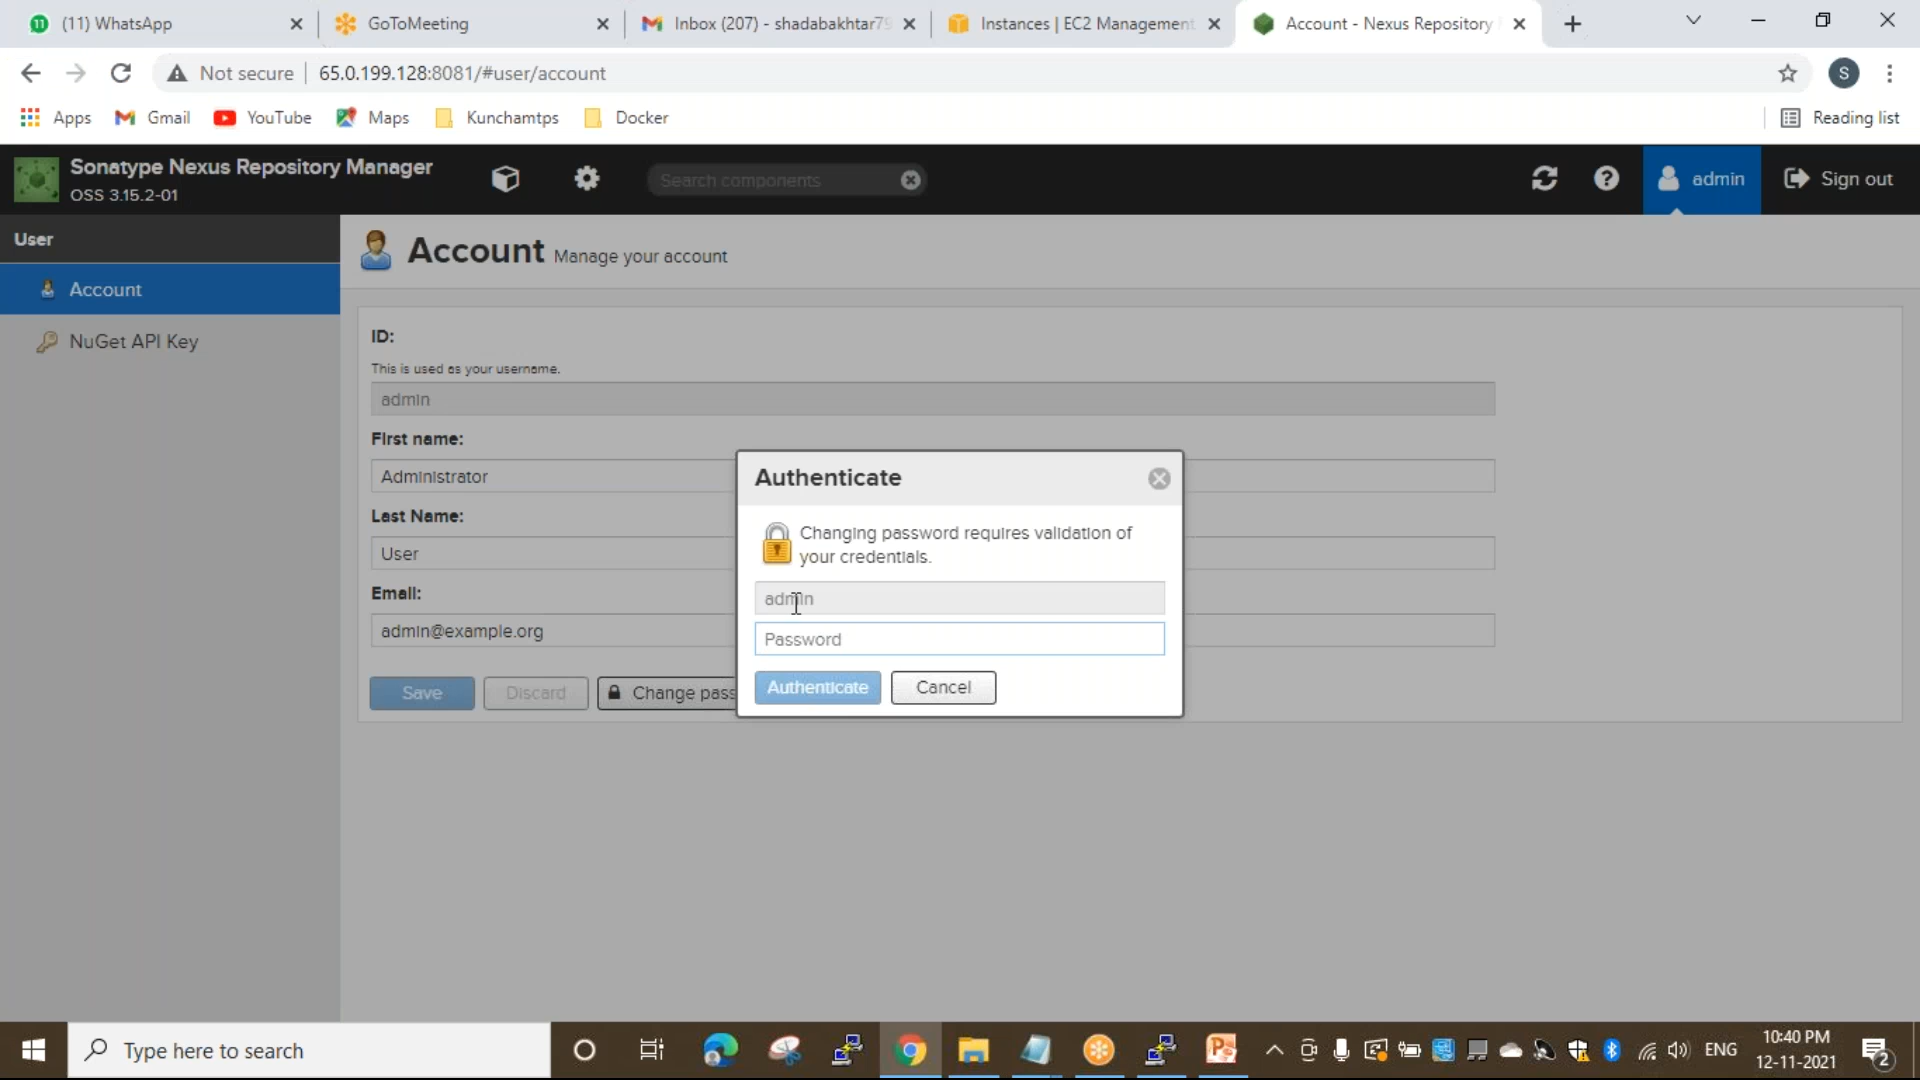 (11) WhatsApp
GoToMeeting
Inbox (207) - shadabakhtar79
Instances | EC2 Management
Account - Nexus Repository
Not secure
65.0.199.128:8081/#user/account
S
Apps
Gmail
YouTube
Maps
Kunchamtps
Docker
Reading list
Sonatype Nexus Repository Manager
OSS 3.15.2-01
Search components
admin
Sign out
User
Account
NuGet API Key
Account Manage your account
ID:
This is used as your username.
admin
First name:
Administrator
Last Name:
User
Email:
admin@example.org
Save
Discard
Change pass
Authenticate
Changing password requires validation of
your credentials.
admin
Password
Authenticate
Cancel
Type here to search
ENG
10:40 PM
12-11-2021
2